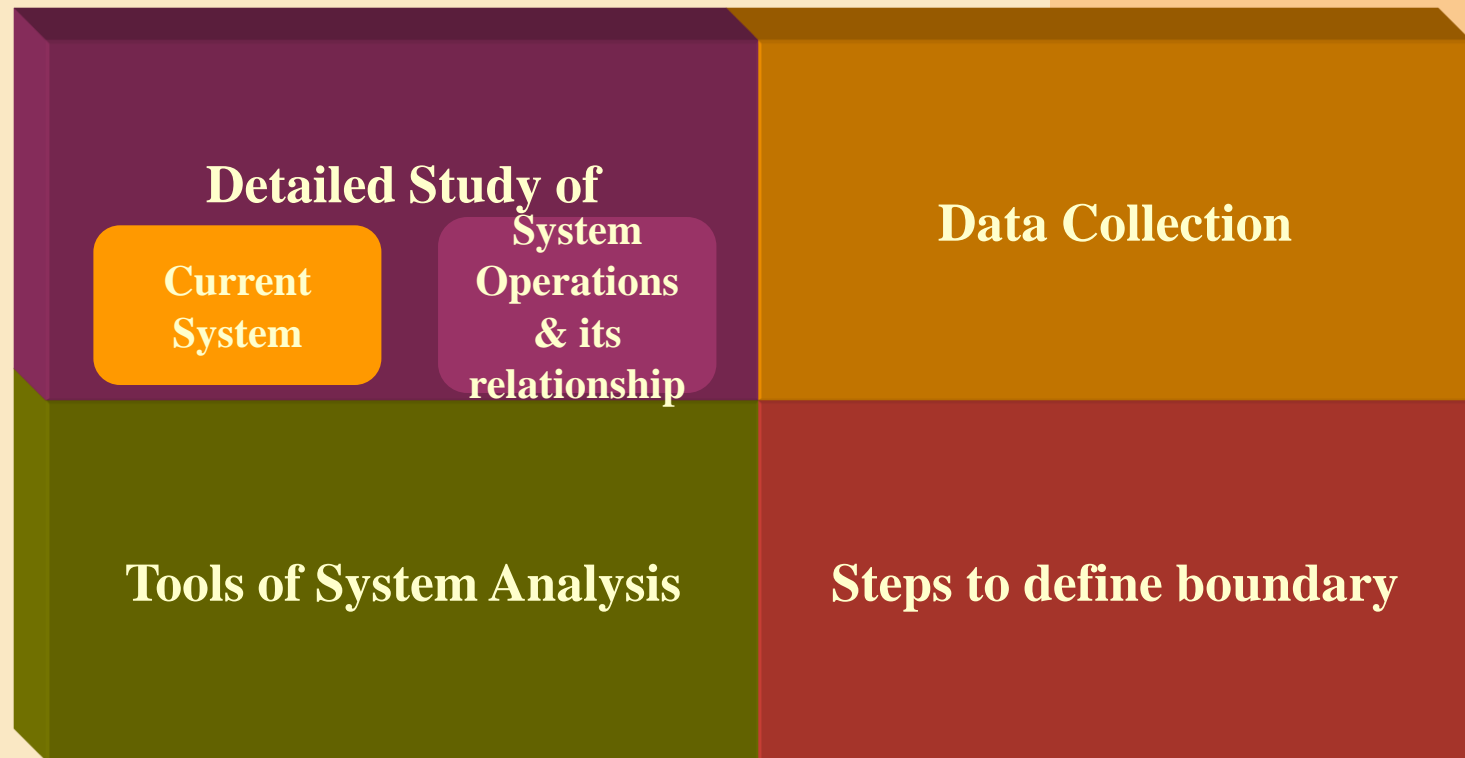 Detailed Study of
Current
System
System
Operations
& its
relationship
Data Collection
Tools of System Analysis
Steps to define boundary